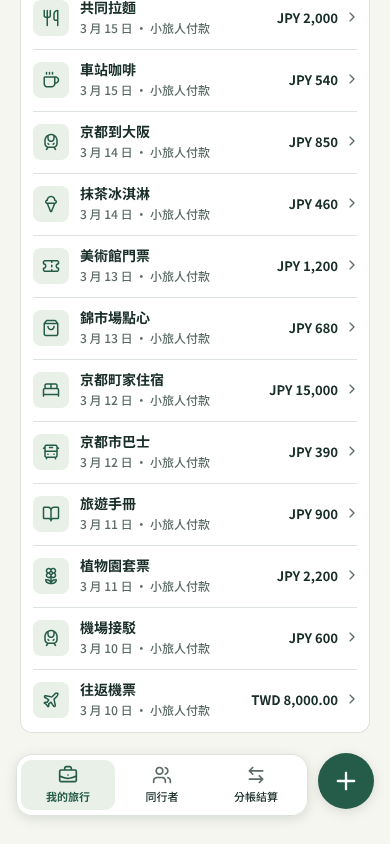 共同拉麵
JPY 2,000
3 月 15 日 • 小旅人付款
車站咖啡
JPY 540
3 月 15 日 • 小旅人付款
京都到大阪
JPY 850
3 月 14 日 • 小旅人付款
抹茶冰淇淋
JPY 460
3 月 14 日 • 小旅人付款
美術館門票
JPY 1,200
3 月 13 日 • 小旅人付款
錦市場點心
JPY 680
3 月 13 日 • 小旅人付款
京都町家住宿
JPY 15,000
3 月 12 日 • 小旅人付款
京都市巴士
JPY 390
3 月 12 日 • 小旅人付款
旅遊手冊
JPY 900
3 月 11 日 • 小旅人付款
植物園套票
JPY 2,200
3 月 11 日 • 小旅人付款
機場接駁
JPY 600
3 月 10 日 • 小旅人付款
往返機票
TWD 8,000.00
3 月 10 日 • 小旅人付款
我的旅行
同行者
分帳結算